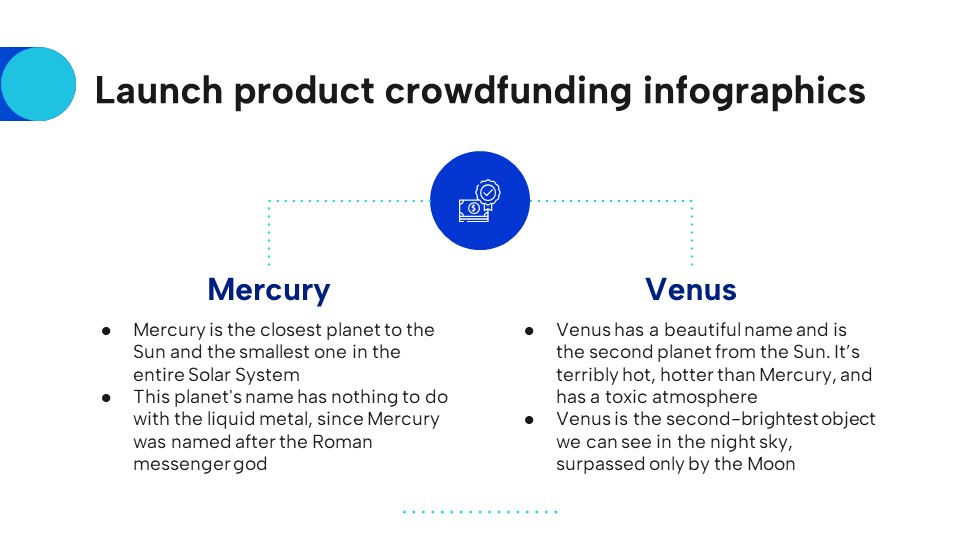 Launch product crowdfunding infographics
$
Mercury
● Mercury is the closest planet to the
Sun and the smallest one in the
entire Solar System
● This planet's name has nothing to do
with the liquid metal, since Mercury
was named after the Roman
messenger god
Venus
● Venus has a beautiful name and is
the second planet from the Sun. It’s
terribly hot, hotter than Mercury, and
has a toxic atmosphere
● Venus is the second-brightest object
we can see in the night sky,
surpassed only by the Moon